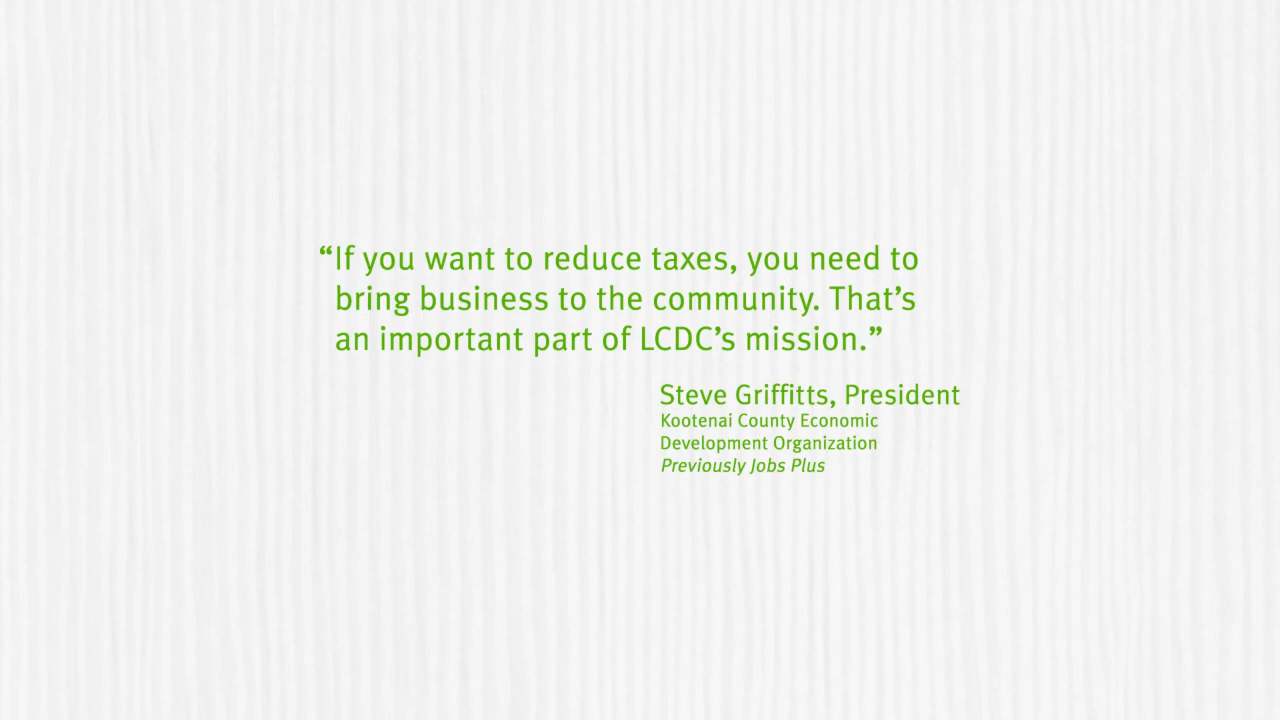 “If you want to reduce taxes, you need to
bring business to the community. That’s
an important part of LCDC’s mission.”
Steve Griffitts, President
Kootenai County Economic
Development Organization
Previously Jobs Plus